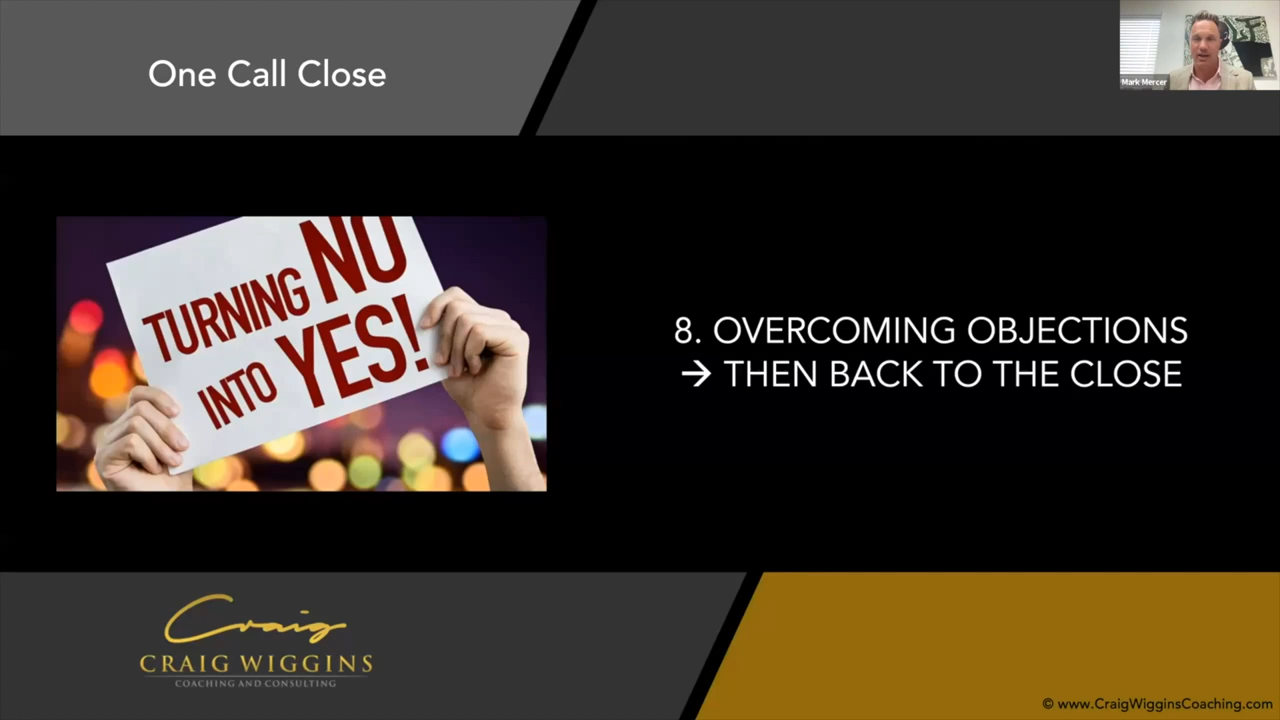 One Call Close
Mark Mercer
TURNING NO
INTO YES!
8. OVERCOMING OBJECTIONS
→ THEN BACK TO THE CLOSE
Craig
CRAIG WIGGINS
COACHING AND CONSULTING
© www.CraigWigginsCoaching.com